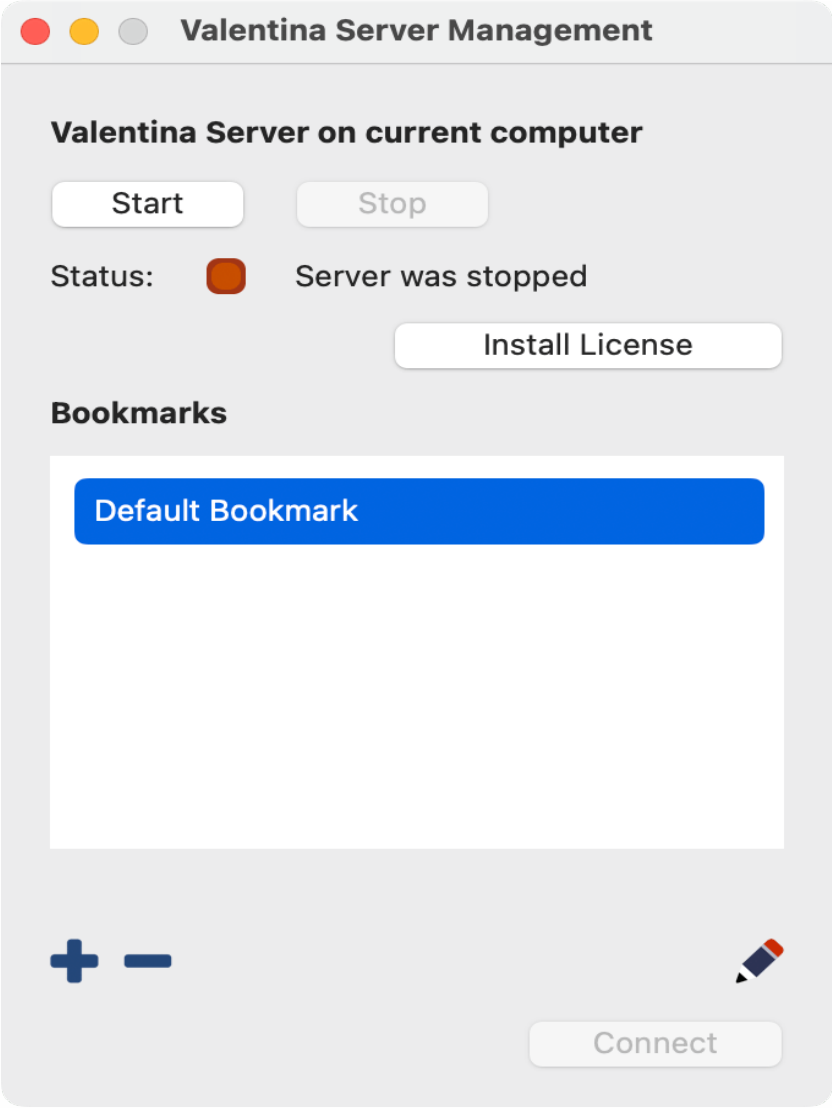 Valentina Server Management
Valentina Server on current computer
Start Stop
Status: Server was stopped
Install License
Bookmarks
Default Bookmark
Connect